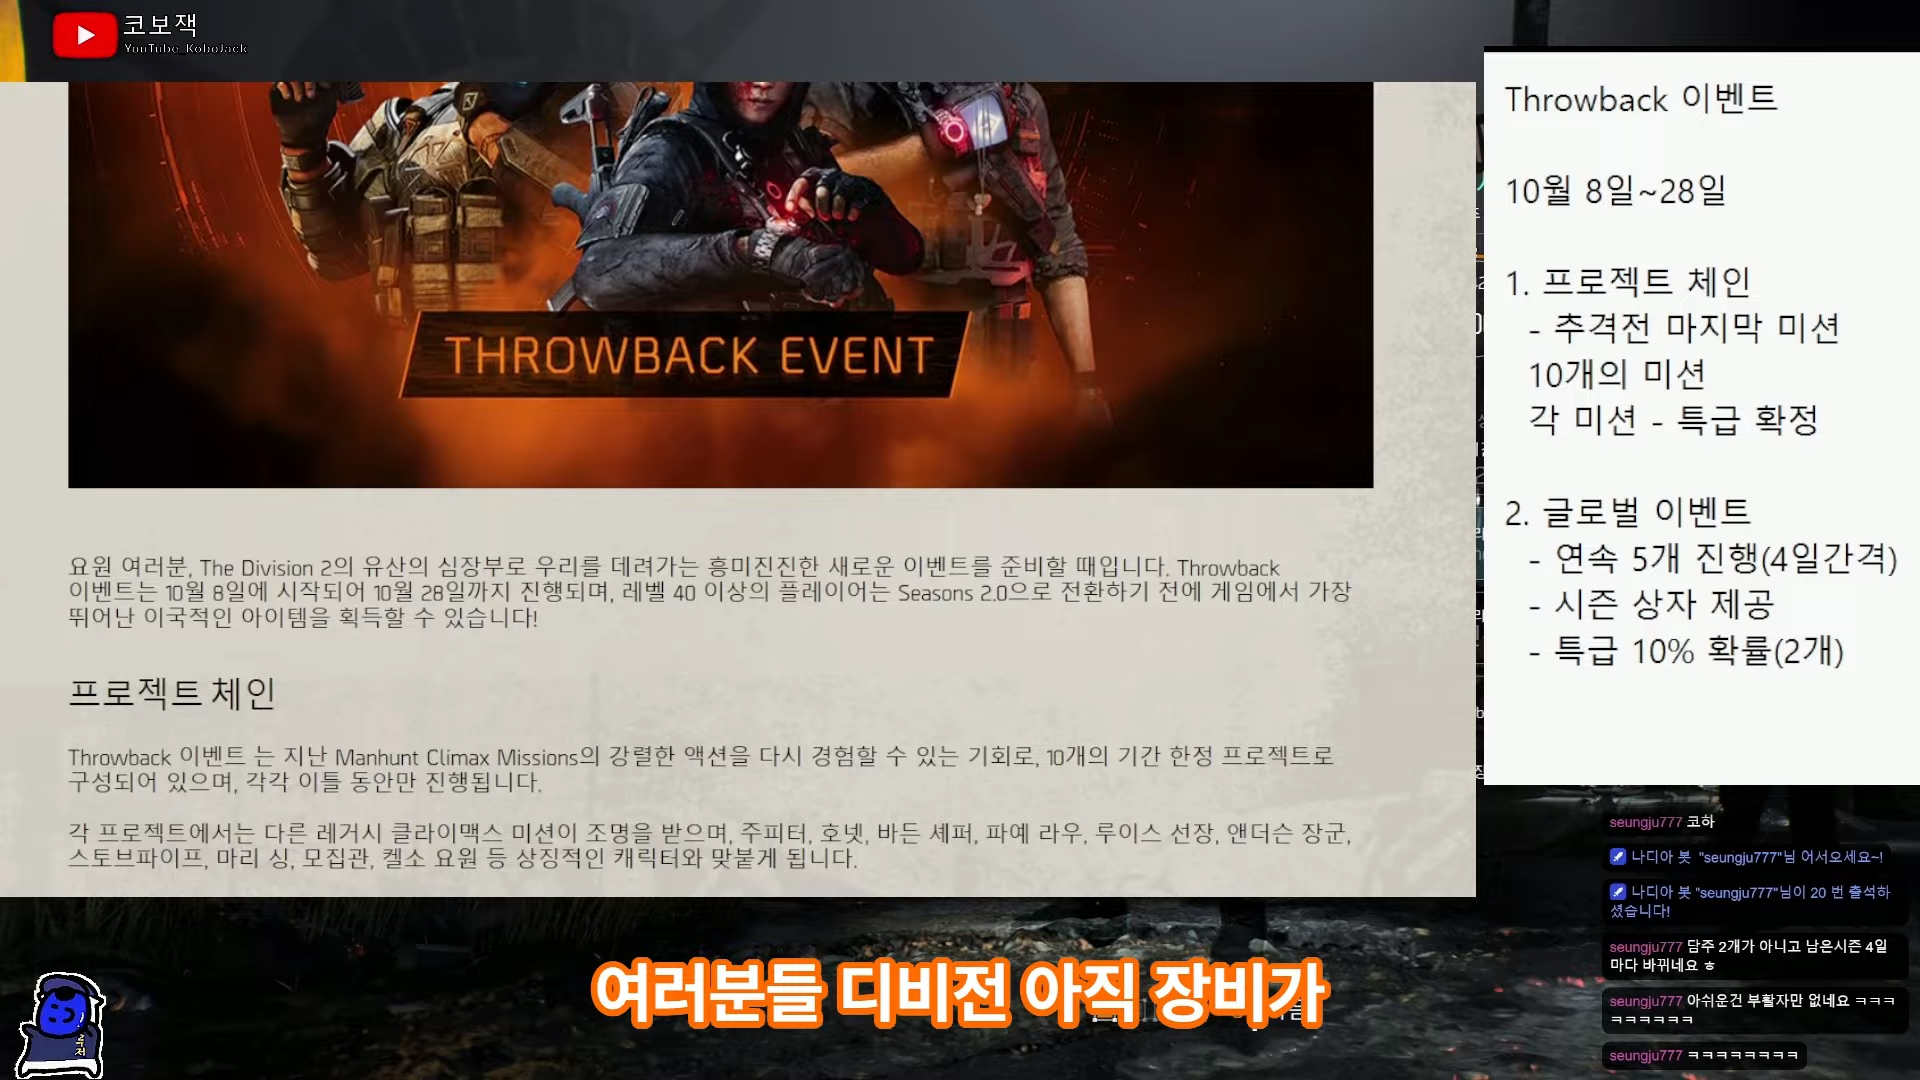 코보잭
YouTube_KoboJack
THROWBACK EVENT
요원 여러분, The Division 2의 유산의 심장부로 우리를 데려가는 흥미진진한 새로운 이벤트를 준비할 때입니다. Throwback
이벤트는 10월 8일에 시작되어 10월 28일까지 진행되며, 레벨 40 이상의 플레이어는 Seasons 2.0으로 전환하기 전에 게임에서 가장
뛰어난 이국적인 아이템을 획득할 수 있습니다!
프로젝트 체인
Throwback 이벤트 는 지난 Manhunt Climax Missions의 강렬한 액션을 다시 경험할 수 있는 기회로, 10개의 기간 한정 프로젝트로
구성되어 있으며, 각각 이틀 동안만 진행됩니다.
각 프로젝트에서는 다른 레거시 클라이맥스 미션이 조명을 받으며, 주피터, 호넷, 바든 셰퍼, 파예 라우, 루이스 선장, 앤더슨 장군,
스토브파이프, 마리 싱, 모집관, 켈소 요원 등 상징적인 캐릭터와 맞붙게 됩니다.
Throwback 이벤트
10월 8일~28일
1. 프로젝트 체인
- 추격전 마지막 미션
10개의 미션
각 미션 - 특급 확정
2. 글로벌 이벤트
- 연속 5개 진행(4일간격)
- 시즌 상자 제공
- 특급 10% 확률(2개)
seungju777 코하
나디아 봇 "seungju777"님 어서오세요~!
나디아 봇 "seungju777"님이 20 번 출석하
셨습니다!
seungju777 담주 2개가 아니고 남은시즌 4일
마다 바뀌네요 ㅎ
seungju777 아쉬운건 부활자만 없네요 ㅋㅋㅋ
ㅋㅋㅋㅋㅋㅋ
seungju777 ㅋㅋㅋㅋㅋㅋㅋㅋ
여러분들 디비전 아직 장비가